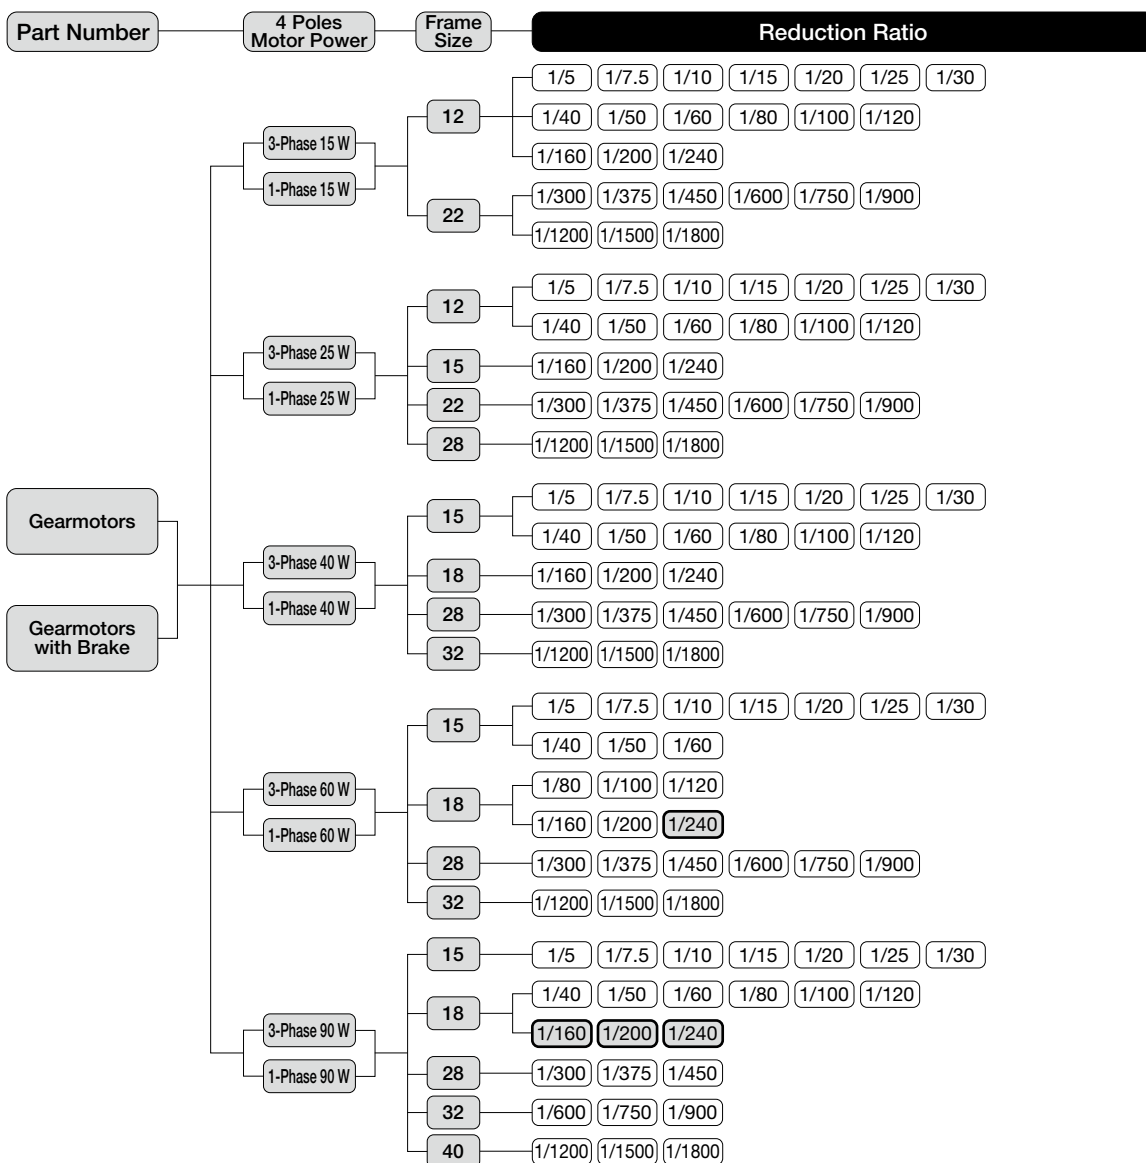 Part Number
4 Poles
Motor Power
Frame
Size
Reduction Ratio
3-Phase 15 W
1-Phase 15 W
12
1/5 1/7.5 1/10 1/15 1/20 1/25 1/30
1/40 1/50 1/60 1/80 1/100 1/120
1/160 1/200 1/240
22
1/300 1/375 1/450 1/600 1/750 1/900
1/1200 1/1500 1/1800
3-Phase 25 W
1-Phase 25 W
12
1/5 1/7.5 1/10 1/15 1/20 1/25 1/30
1/40 1/50 1/60 1/80 1/100 1/120
15 1/160 1/200 1/240
22 1/300 1/375 1/450 1/600 1/750 1/900
28 1/1200 1/1500 1/1800
Gearmotors
Gearmotors
with Brake
3-Phase 40 W
1-Phase 40 W
15
1/5 1/7.5 1/10 1/15 1/20 1/25 1/30
1/40 1/50 1/60 1/80 1/100 1/120
18 1/160 1/200 1/240
28 1/300 1/375 1/450 1/600 1/750 1/900
32 1/1200 1/1500 1/1800
3-Phase 60 W
1-Phase 60 W
15
1/5 1/7.5 1/10 1/15 1/20 1/25 1/30
1/40 1/50 1/60
18
1/80 1/100 1/120
1/160 1/200 1/240
28 1/300 1/375 1/450 1/600 1/750 1/900
32 1/1200 1/1500 1/1800
3-Phase 90 W
1-Phase 90 W
15 1/5 1/7.5 1/10 1/15 1/20 1/25 1/30
18
1/40 1/50 1/60 1/80 1/100 1/120
1/160 1/200 1/240
28 1/300 1/375 1/450
32 1/600 1/750 1/900
40 1/1200 1/1500 1/1800